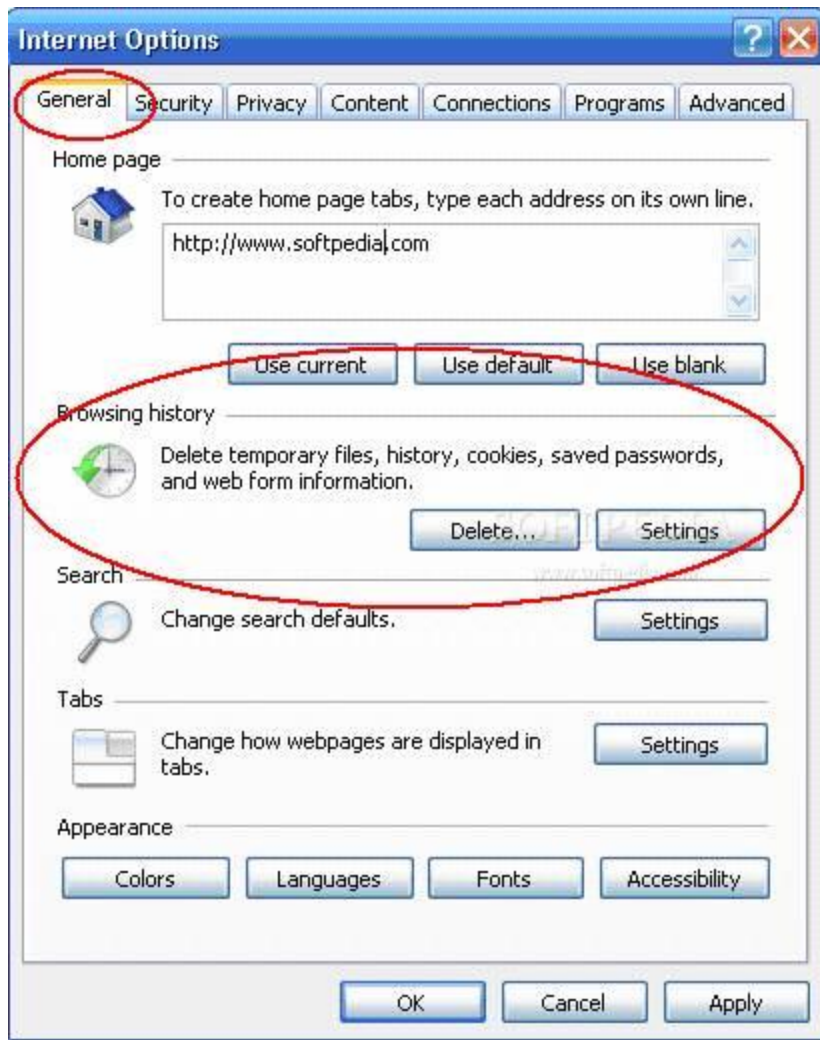 Internet Options
General Security Privacy Content Connections Programs Advanced
Home page
To create home page tabs, type each address on its own line.
http://www.softpedia.com
Use current Use default Use blank
Browsing history
Delete temporary files, history, cookies, saved passwords,
and web form information.
Delete... Settings
SOFTPEDIA
Search
Change search defaults.
Settings
Tabs
Change how webpages are displayed in
tabs.
Settings
Appearance
Colors Languages Fonts Accessibility
OK Cancel Apply